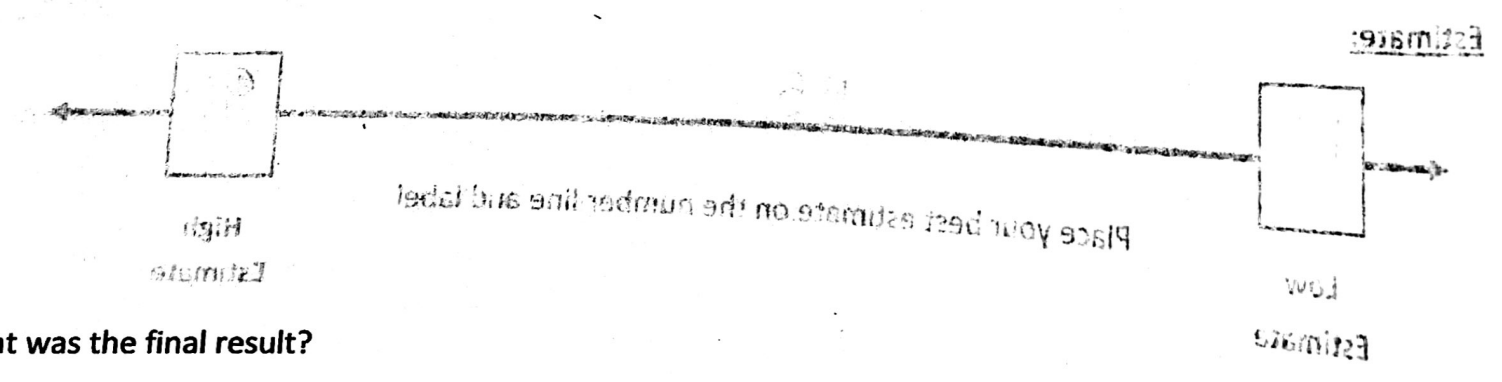 Estimate:
Place your best estimate on the number line and label
High
Estimate
Low
Estimate
t was the final result?